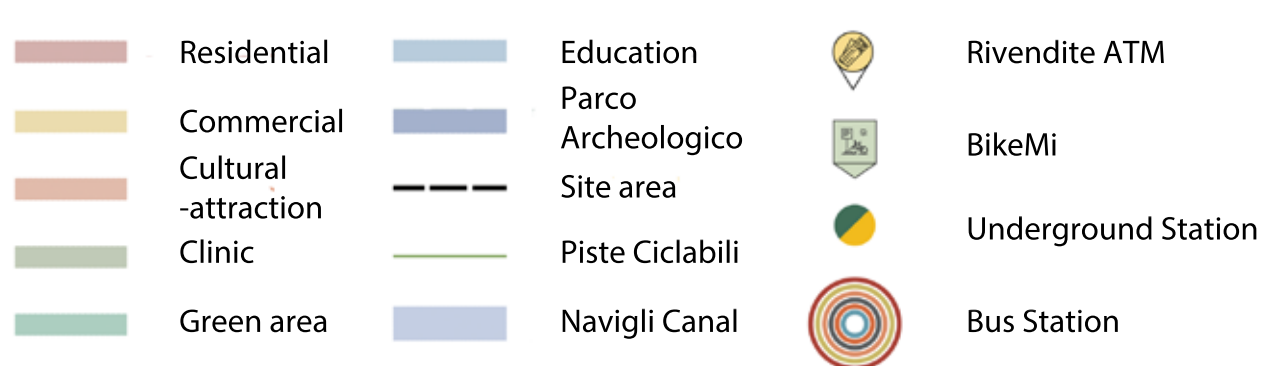 Residential
Commercial
Cultural
-attraction
Clinic
Green area
Education
Parco
Archeologico
Site area
Piste Ciclabili
Navigli Canal
Rivendite ATM
BikeMi
Underground Station
Bus Station